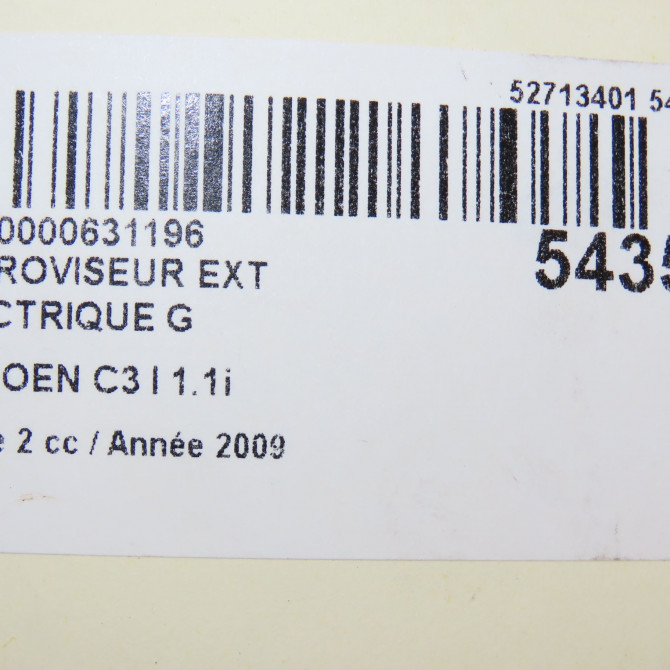 52713401 54
0000631196
ROVISEUR EXT
5435
CTRIQUE G
OEN C3 I 1.1i
e 2 cc / Année 2009